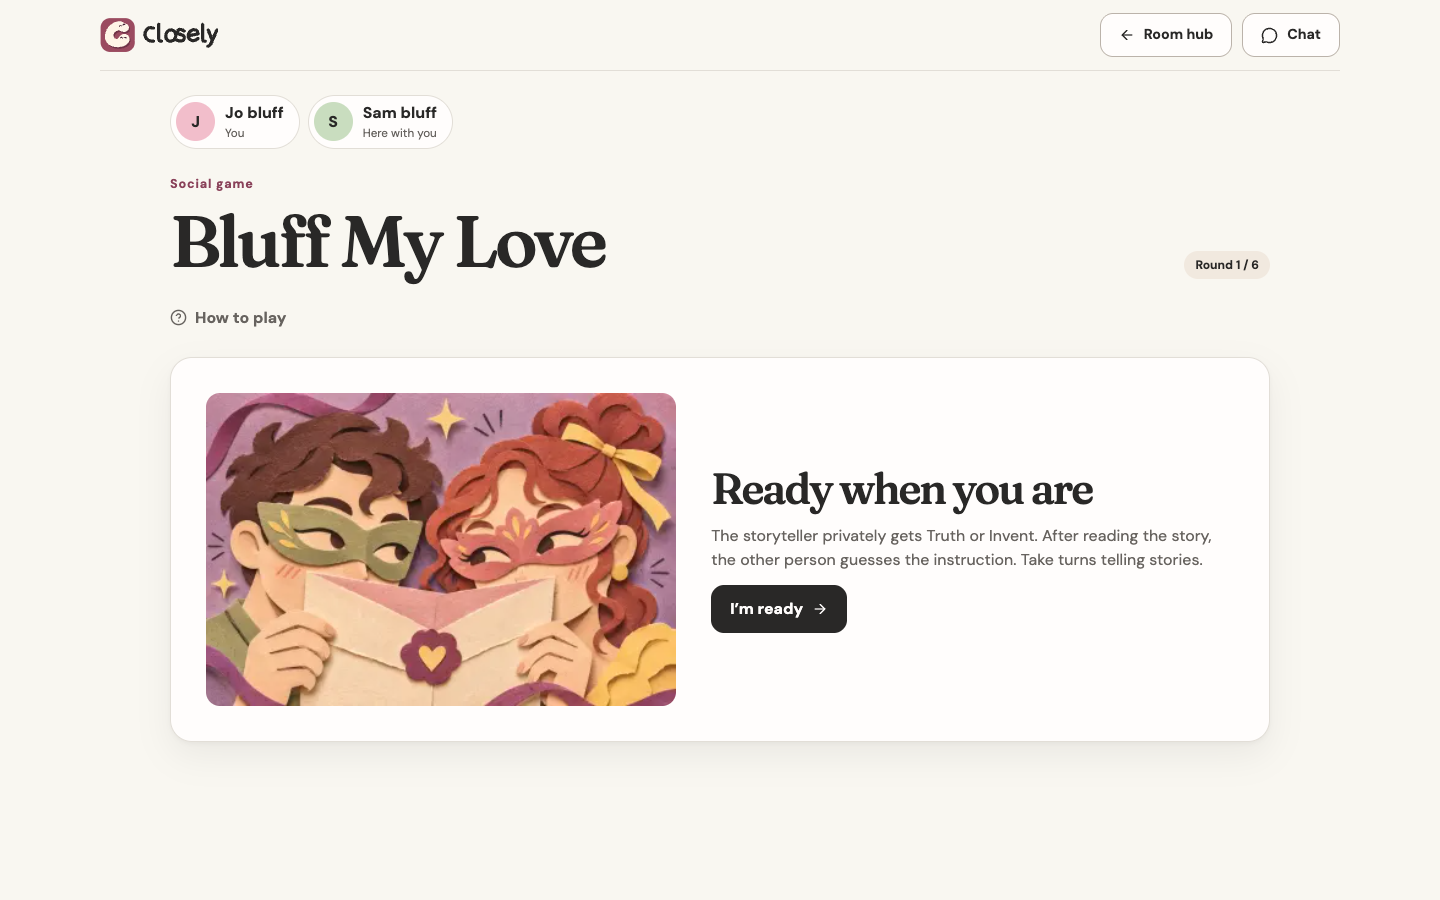 Closely
Room hub
Chat
J
Jo bluff
You
S
Sam bluff
Here with you
Social game
Bluff My Love
Round 1 / 6
How to play
Ready when you are
The storyteller privately gets Truth or Invent. After reading the story,
the other person guesses the instruction. Take turns telling stories.
I'm ready